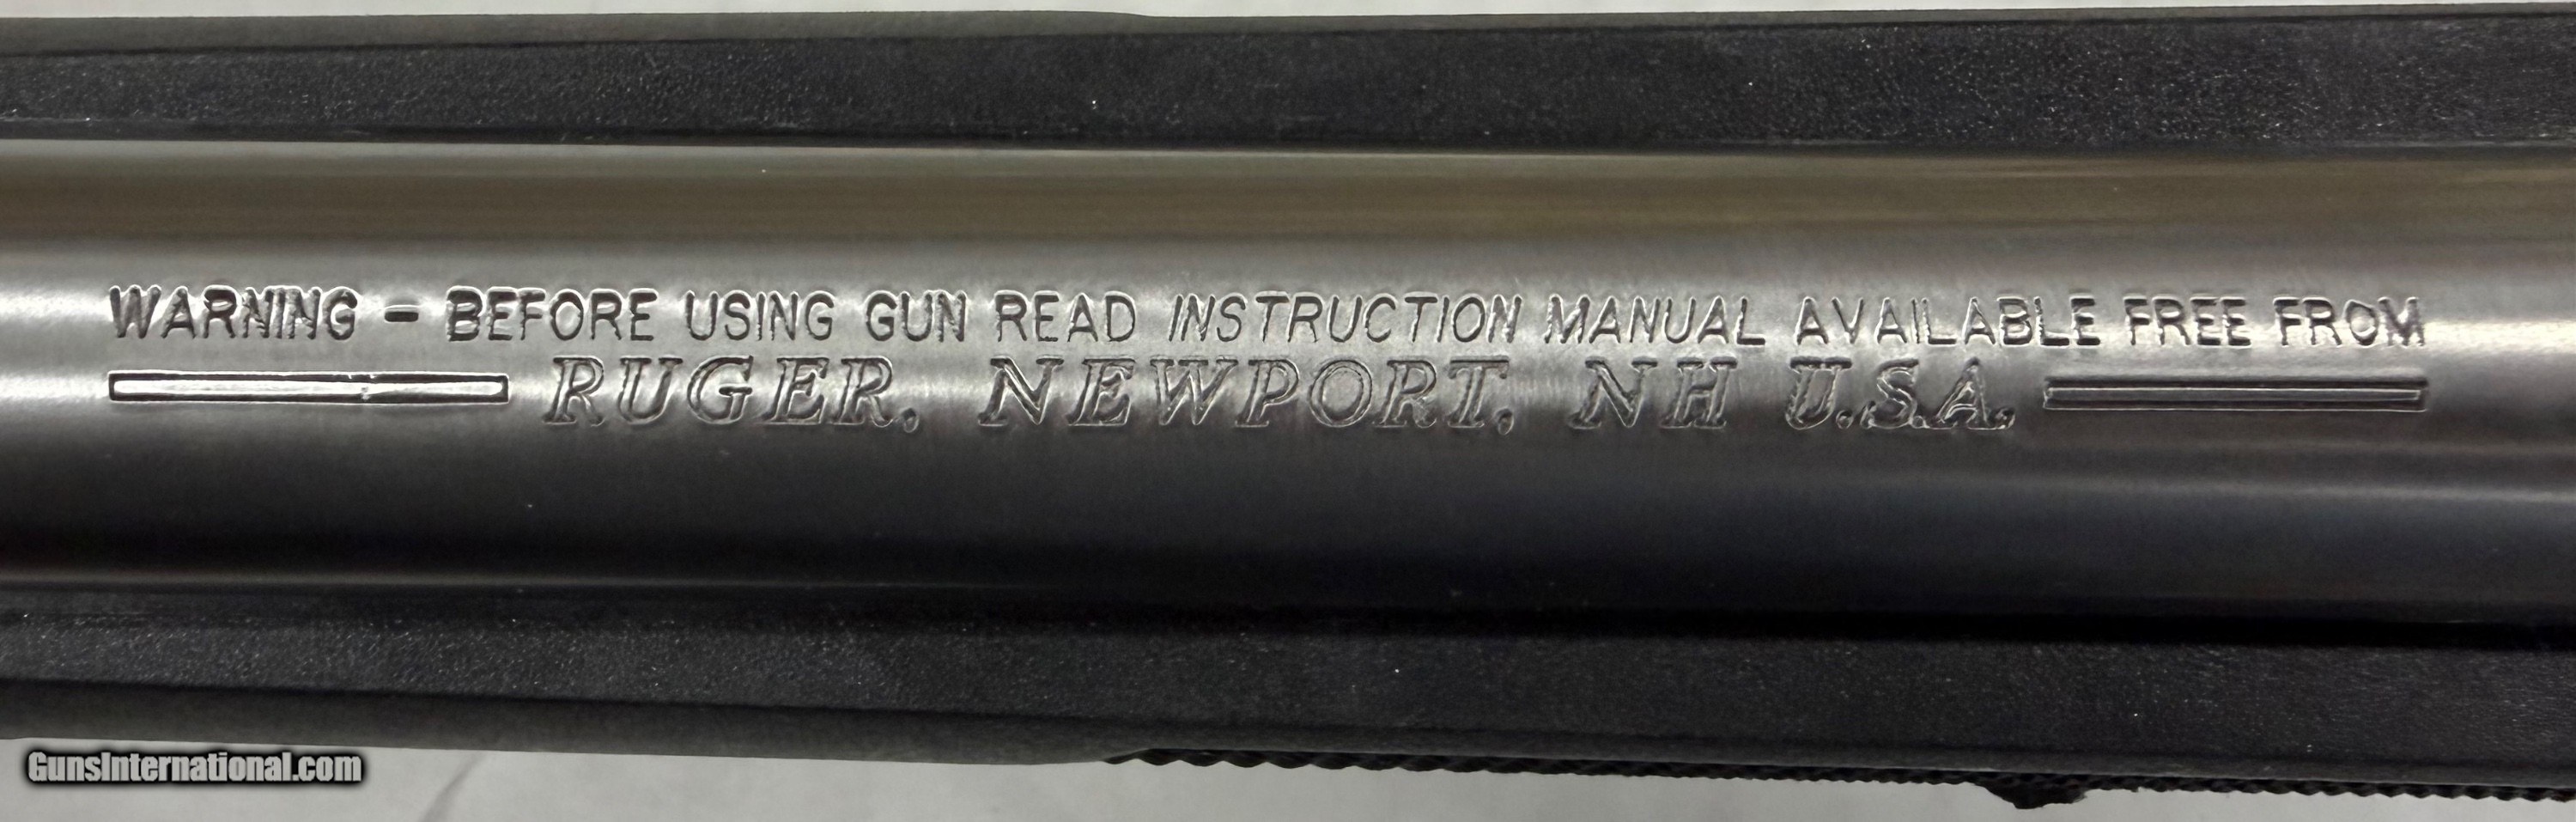 WARNING - BEFORE USING GUN READ INSTRUCTION MANUAL AVAILABLE FREE FROM
RUGER, NEWPORT, NH U.S.A.
GunsInternational.com